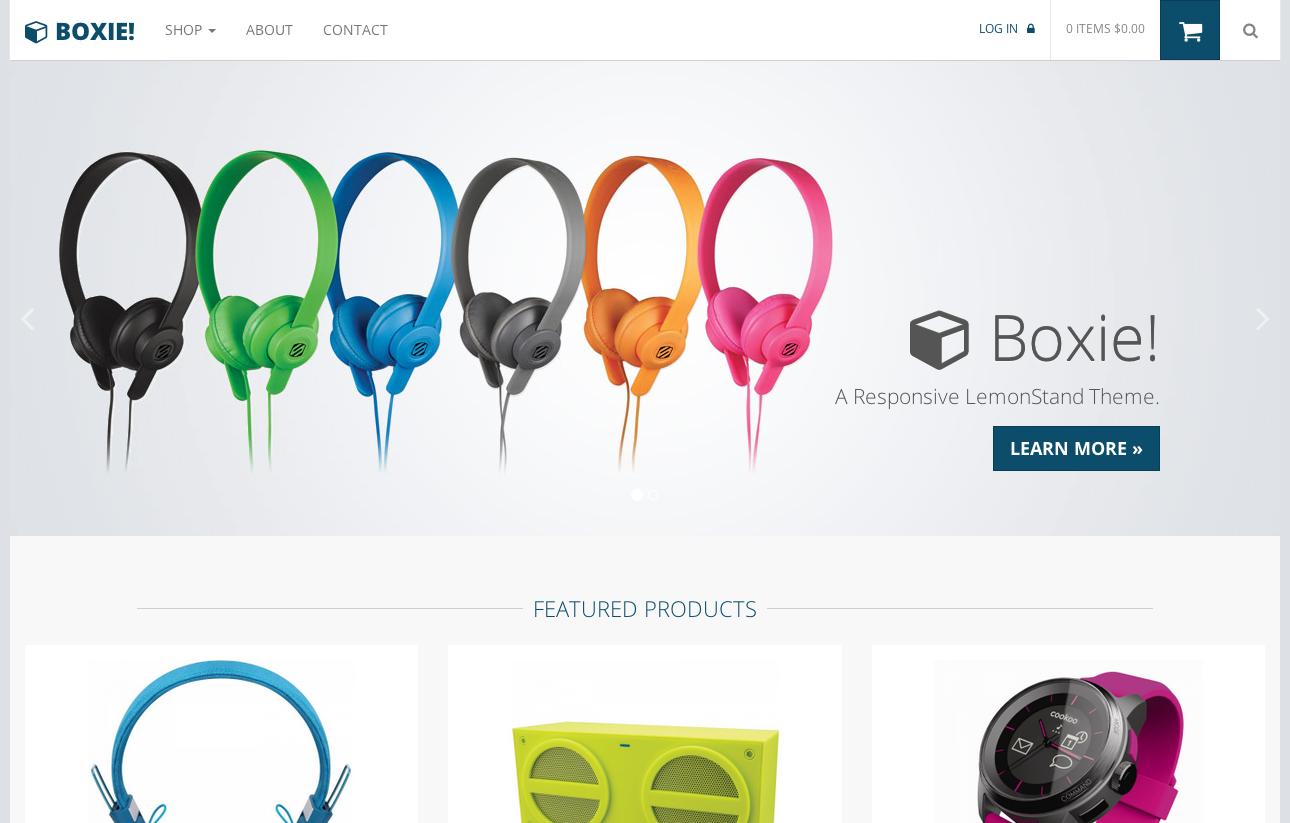 BOXIE!
SHOP
ABOUT
CONTACT
LOG IN
0 ITEMS $0.00
Boxie!
A Responsive LemonStand Theme.
LEARN MORE »
FEATURED PRODUCTS
cookoo
COMMAND